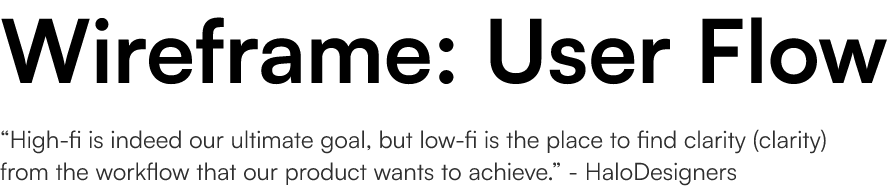 Wireframe: User Flow
“High-fi is indeed our ultimate goal, but low-fi is the place to find clarity (clarity)
from the workflow that our product wants to achieve.” - HaloDesigners